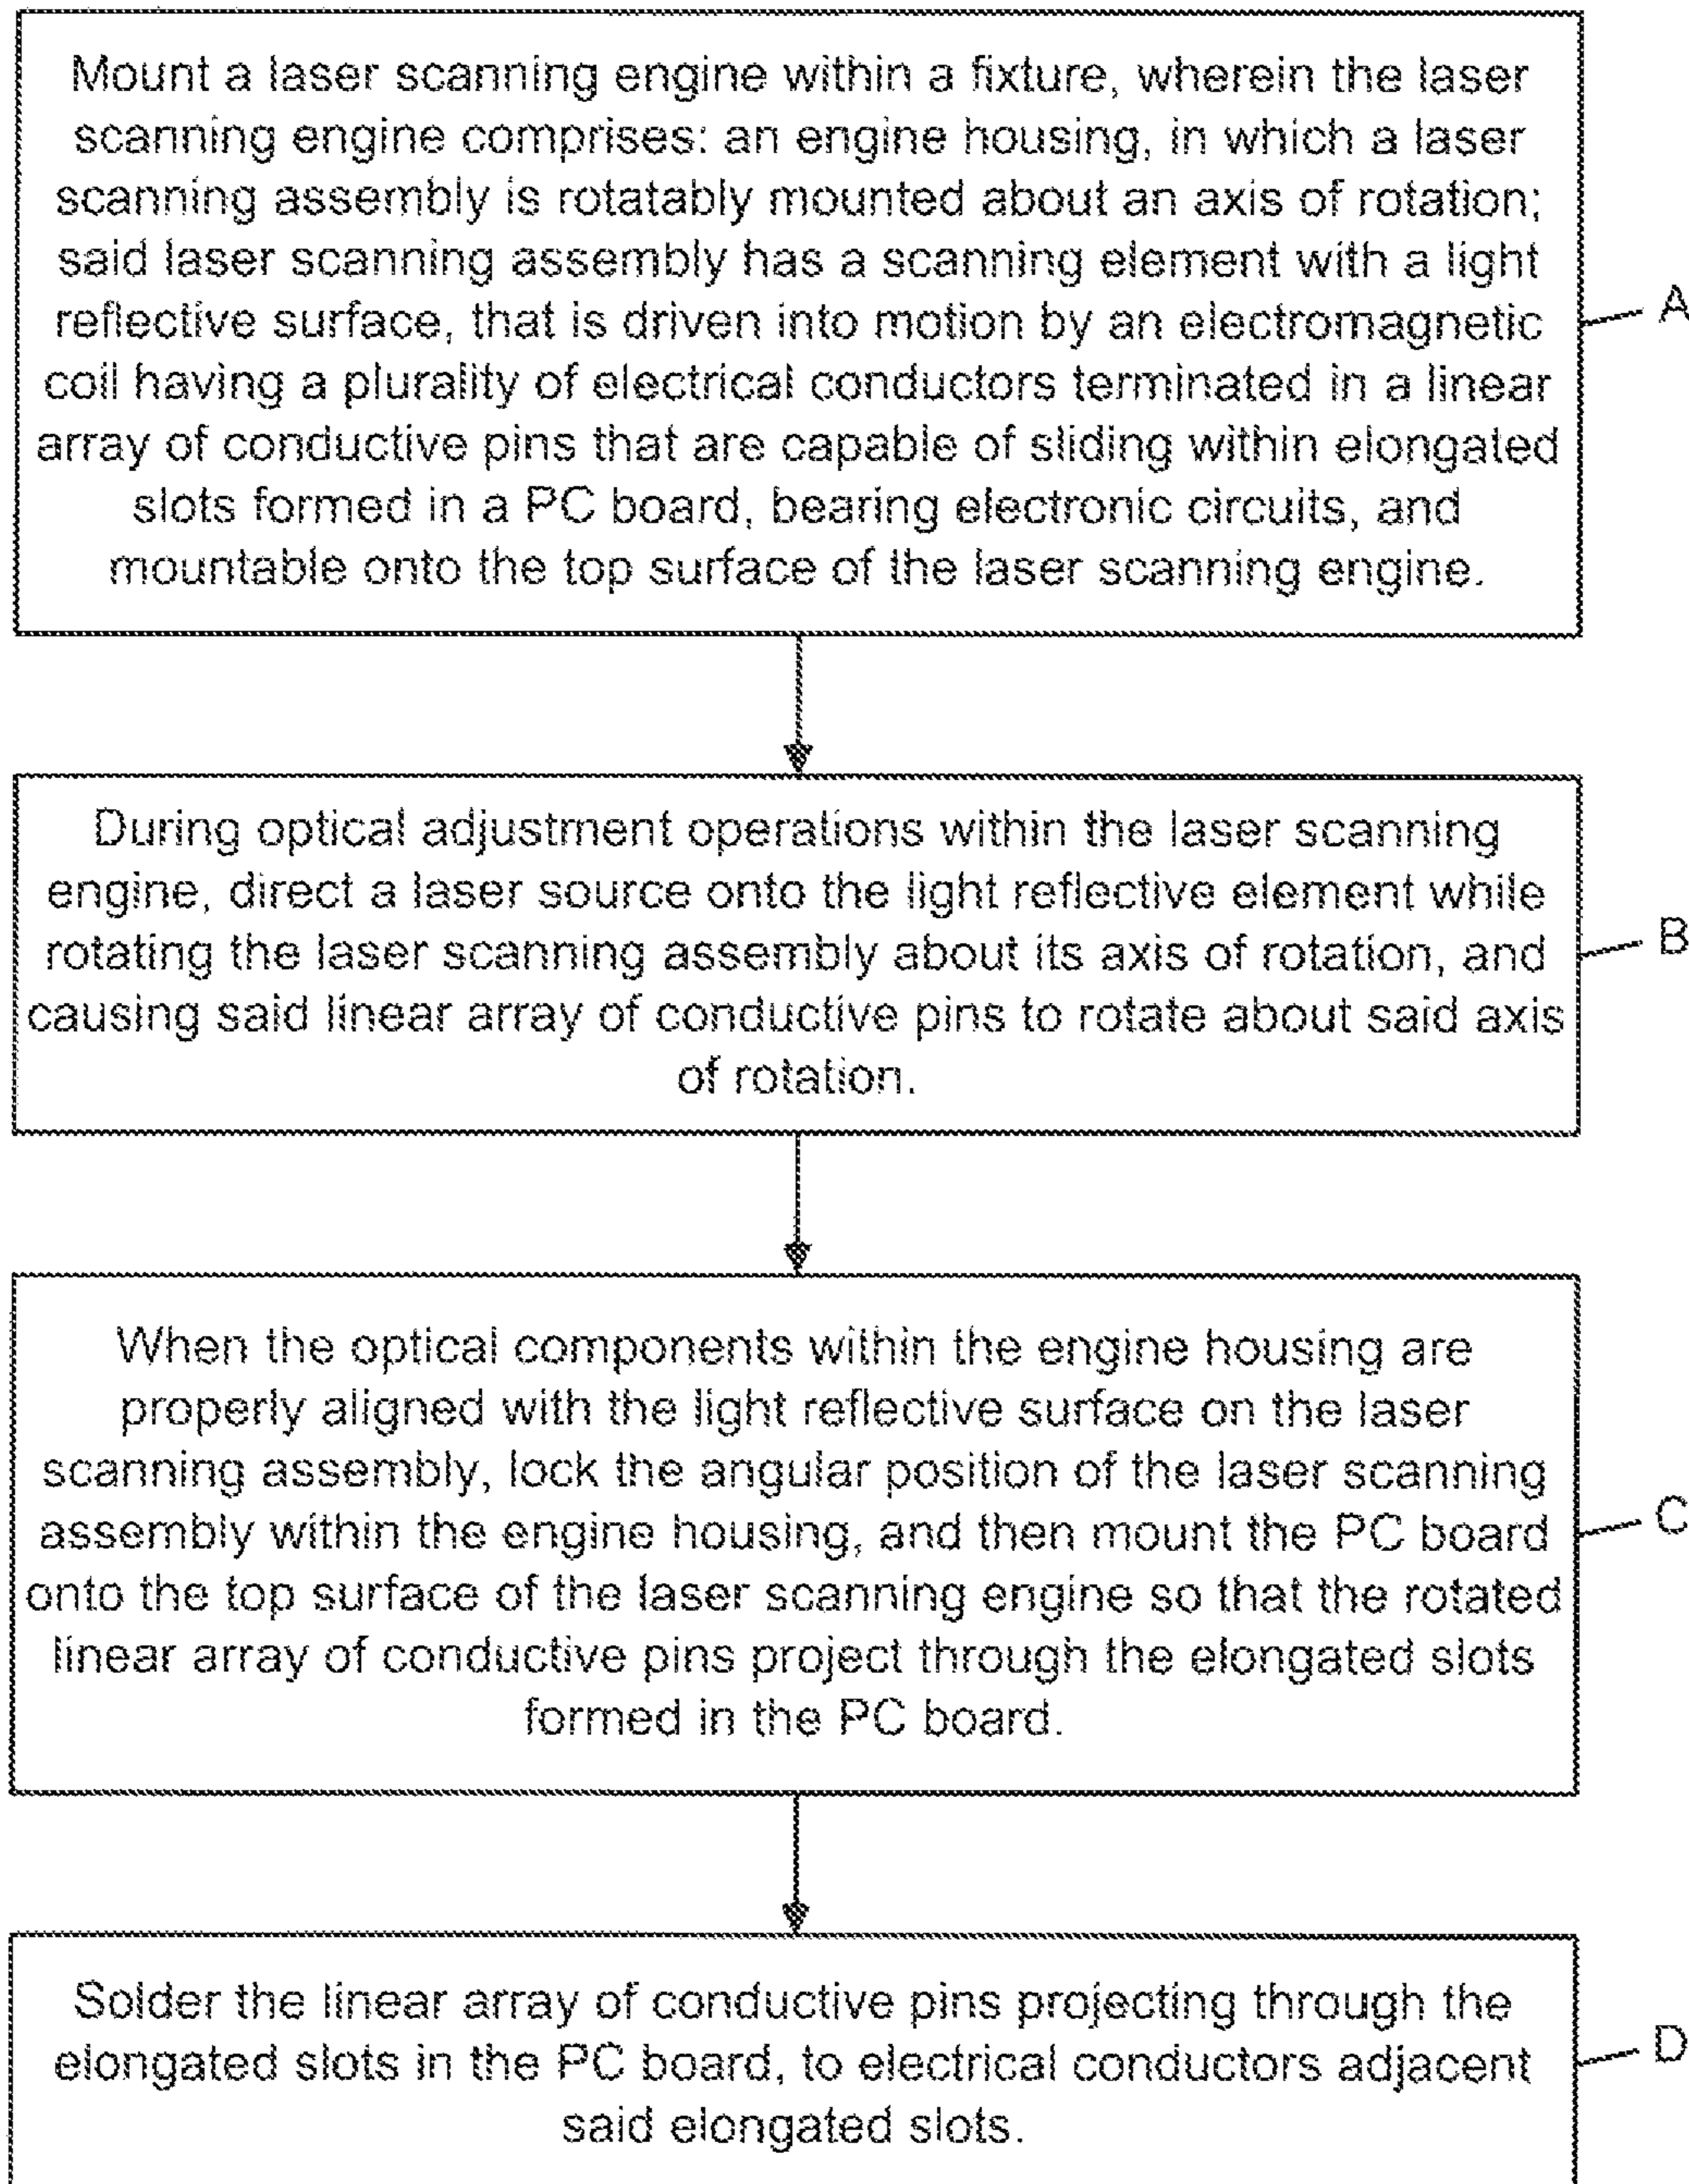 Mount a laser scanning engine within a fixture, wherein the laser
scanning engine comprises: an engine housing, in which a laser
scanning assembly is rotatably mounted about an axis of rotation;
said laser scanning assembly has a scanning element with a light
reflective surface, that is driven into motion by an electromagnetic
coil having a plurality of electrical conductors terminated in a linear
array of conductive pins that are capable of sliding within elongated
slots formed in a PC board, bearing electronic circuits, and
mountable onto the top surface of the laser scanning engine.
A
During optical adjustment operations within the laser scanning
engine, direct a laser source onto the light reflective element while
rotating the laser scanning assembly about its axis of rotation, and
causing said linear array of conductive pins to rotate about said axis
of rotation.
B
When the optical components within the engine housing are
properly aligned with the light reflective surface on the laser
scanning assembly, lock the angular position of the laser scanning
assembly within the engine housing, and then mount the PC board
onto the top surface of the laser scanning engine so that the rotated
linear array of conductive pins project through the elongated slots
formed in the PC board.
C
Solder the linear array of conductive pins projecting through the
elongated slots in the PC board, to electrical conductors adjacent
said elongated slots.
D